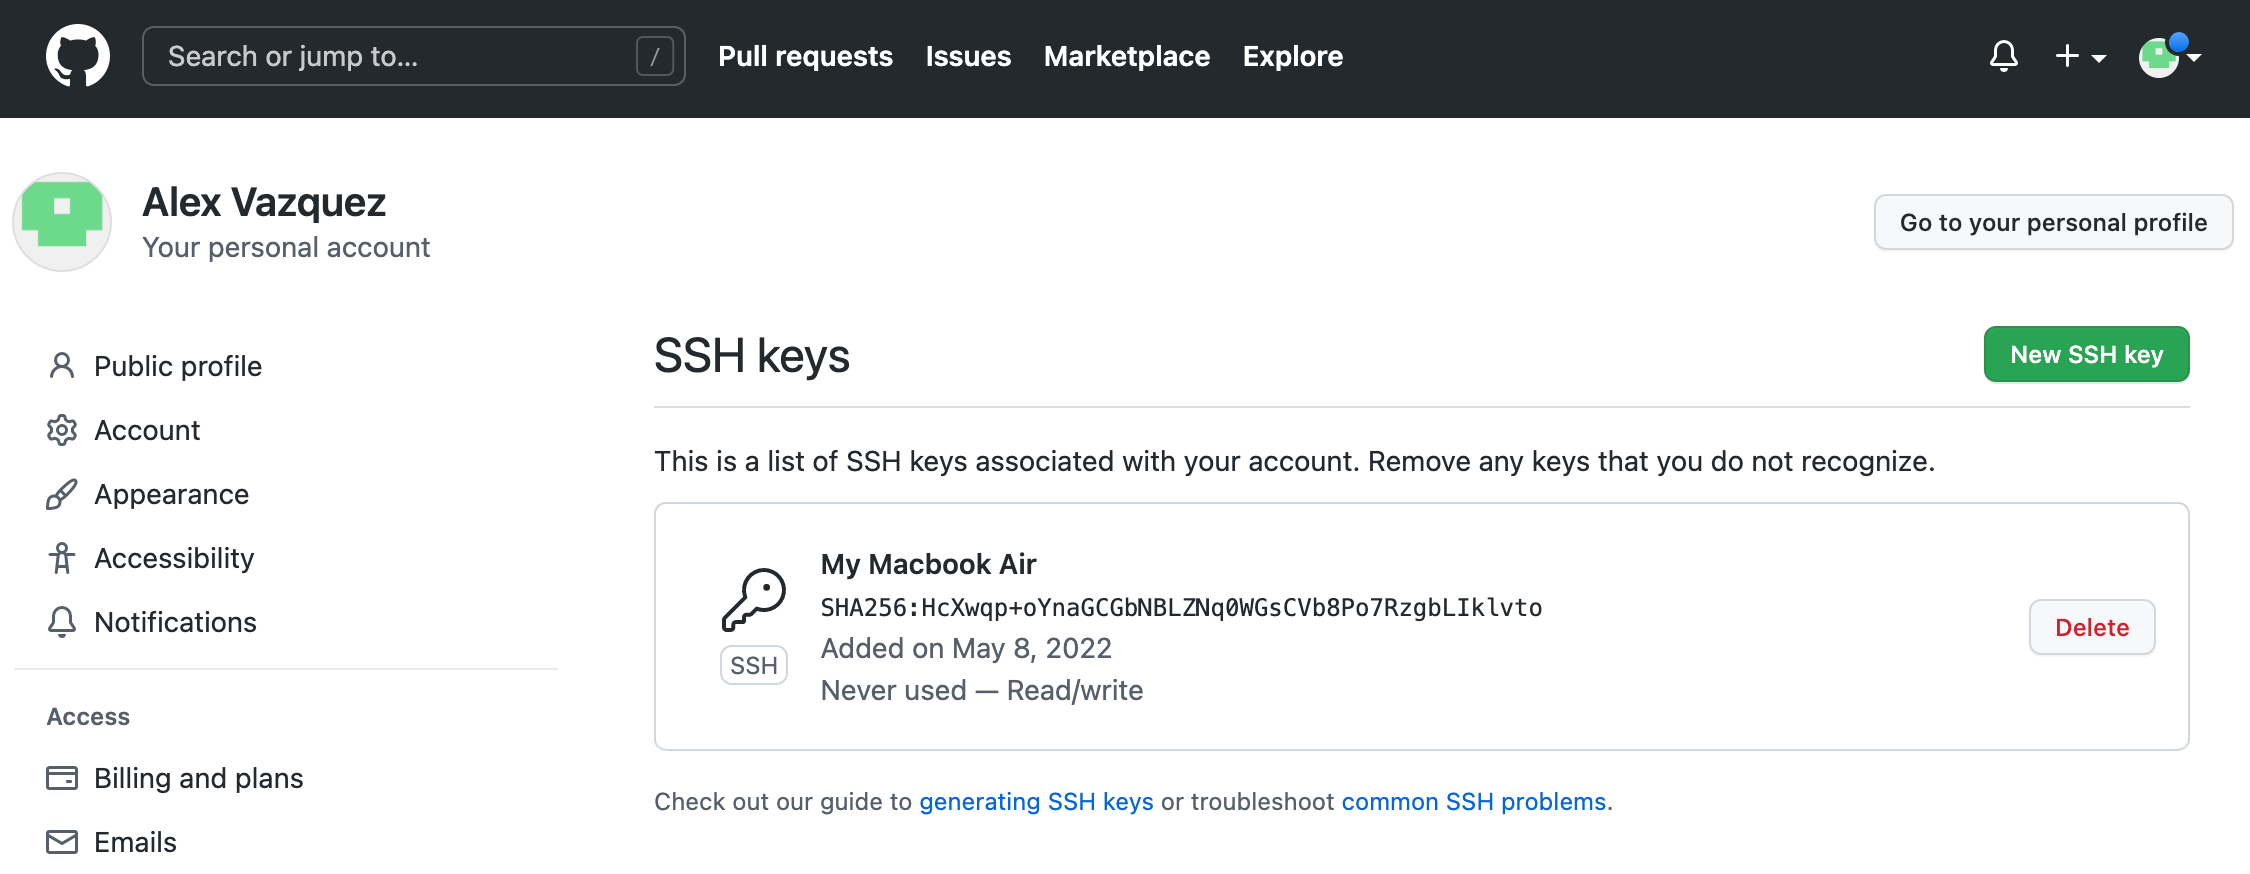 Search or jump to... /
Pull requests Issues Marketplace Explore
Alex Vazquez
Your personal account
Go to your personal profile
Public profile
Account
Appearance
Accessibility
Notifications
Access
Billing and plans
Emails
SSH keys
New SSH key
This is a list of SSH keys associated with your account. Remove any keys that you do not recognize.
SSH
My Macbook Air
SHA256:HcXwqp+oYnaGCGbNBLZNq0WGsCVb8Po7RzgbLIklvto
Added on May 8, 2022
Never used — Read/write
Delete
Check out our guide to generating SSH keys or troubleshoot common SSH problems.